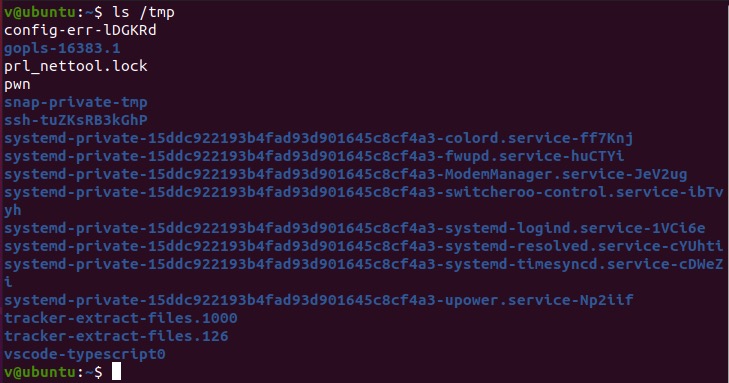 v@ubuntu:~$ ls /tmp
config-err-lDGKRd
gopls-16383.1
prl_nettool.lock
pwn
snap-private-tmp
ssh-tuZKsRB3kGhP
systemd-private-15ddc922193b4fad93d901645c8cf4a3-colord.service-ff7Knj
systemd-private-15ddc922193b4fad93d901645c8cf4a3-fwupd.service-huCTYi
systemd-private-15ddc922193b4fad93d901645c8cf4a3-ModemManager.service-JeV2ug
systemd-private-15ddc922193b4fad93d901645c8cf4a3-switcheroo-control.service-ibTv
yh
systemd-private-15ddc922193b4fad93d901645c8cf4a3-systemd-logind.service-1VCi6e
systemd-private-15ddc922193b4fad93d901645c8cf4a3-systemd-resolved.service-cYUhti
systemd-private-15ddc922193b4fad93d901645c8cf4a3-systemd-timesyncd.service-cDWeZ
i
systemd-private-15ddc922193b4fad93d901645c8cf4a3-upower.service-Np2iif
tracker-extract-files.1000
tracker-extract-files.126
vscode-typescript0
v@ubuntu:~$